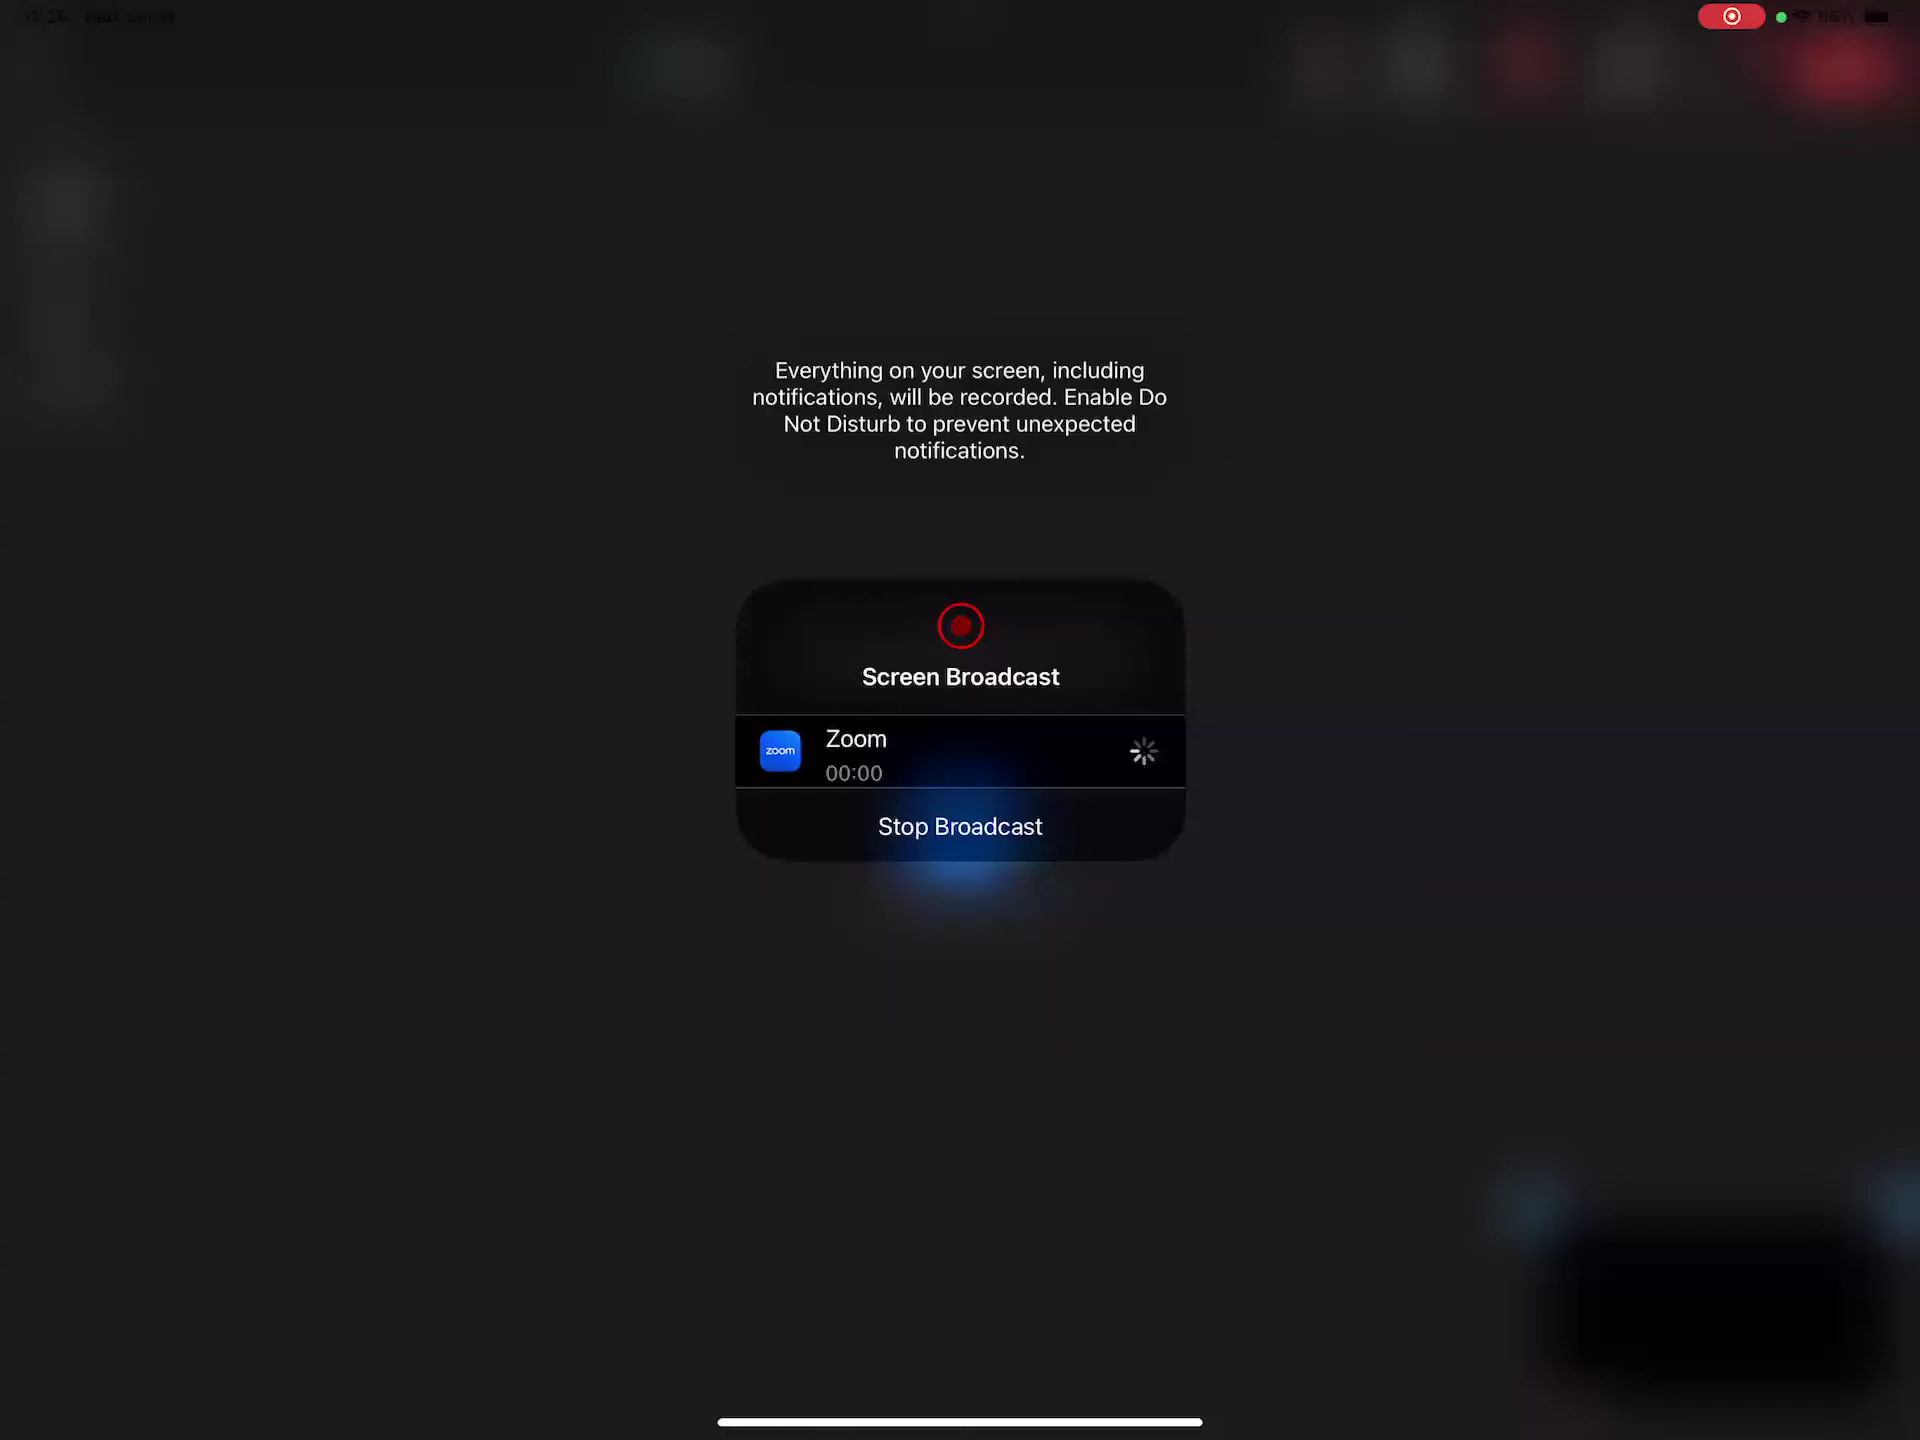 Everything on your screen, including
notifications, will be recorded. Enable Do
Not Disturb to prevent unexpected
notifications.
Screen Broadcast
zoom
Zoom
00:00
Stop Broadcast